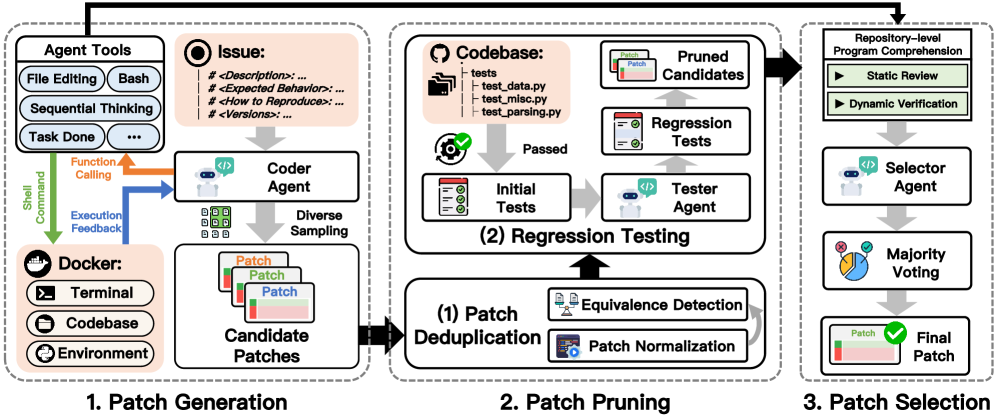 Agent Tools
File Editing
Bash
Sequential Thinking
Task Done
...
Issue:
# <Description>: ...
# <Expected Behavior>: ...
# <How to Reproduce>: ...
# <Versions>: ...
Function
Calling
Shell
Command
Execution
Feedback
Coder
Agent
Diverse
Sampling
Docker:
Terminal
Codebase
Environment
Patch
Patch
Patch
Candidate
Patches
1. Patch Generation
Codebase:
tests
test_data.py
test_misc.py
test_parsing.py
Passed
Initial
Tests
Tester
Agent
Regression
Tests
Patch
Patch
Pruned
Candidates
(2) Regression Testing
(1) Patch
Deduplication
Equivalence Detection
Patch Normalization
2. Patch Pruning
Repository-level
Program Comprehension
Static Review
Dynamic Verification
Selector
Agent
Majority
Voting
Patch
Final
Patch
3. Patch Selection